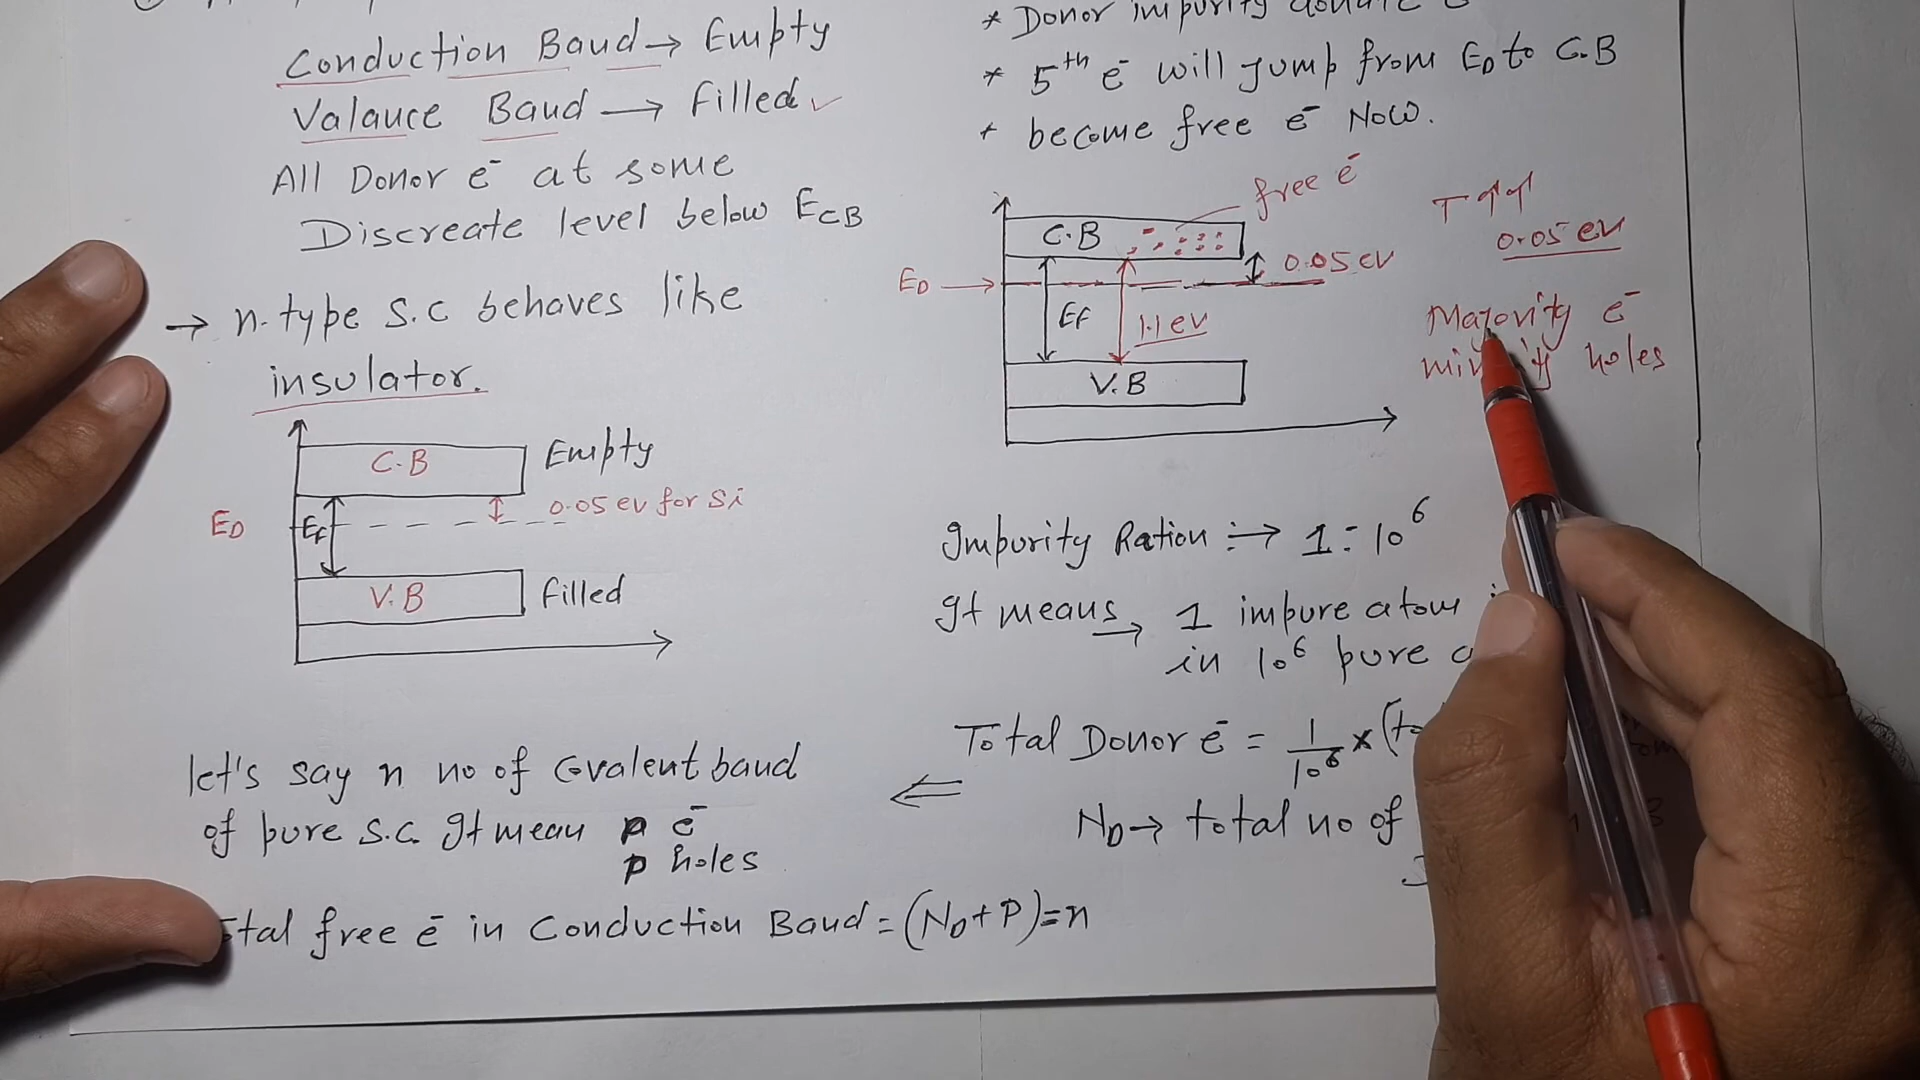 Conduction Baud → Empty
Valauce Baud → filled ✓
All Donor e⁻ at some
Discreate level below E_CB
→ n-type S.C behaves like
insulator.
C.B Empty
E_D E_f 0.05 ev for Si
V.B filled
let's say n no of Covalent baud
of pure S.C. It mean p e⁻
p holes
free e⁻ in Conduction Baud = (N_D+P)=n
* Donor impurity
* 5th e⁻ will jump from E_D to C.B
* become free e⁻ Now.
free e⁻
C.B
E_D → 0.05 ev
E_f 1.1 ev
V.B
T ↑↑
0.05 ev
Majority e⁻
holes
Impurity Ration :→ 1:10⁶
It means → 1 impure atom
in 10⁶ pure
Total Donor e⁻ = 1/10⁶ × (
N_D → total no of